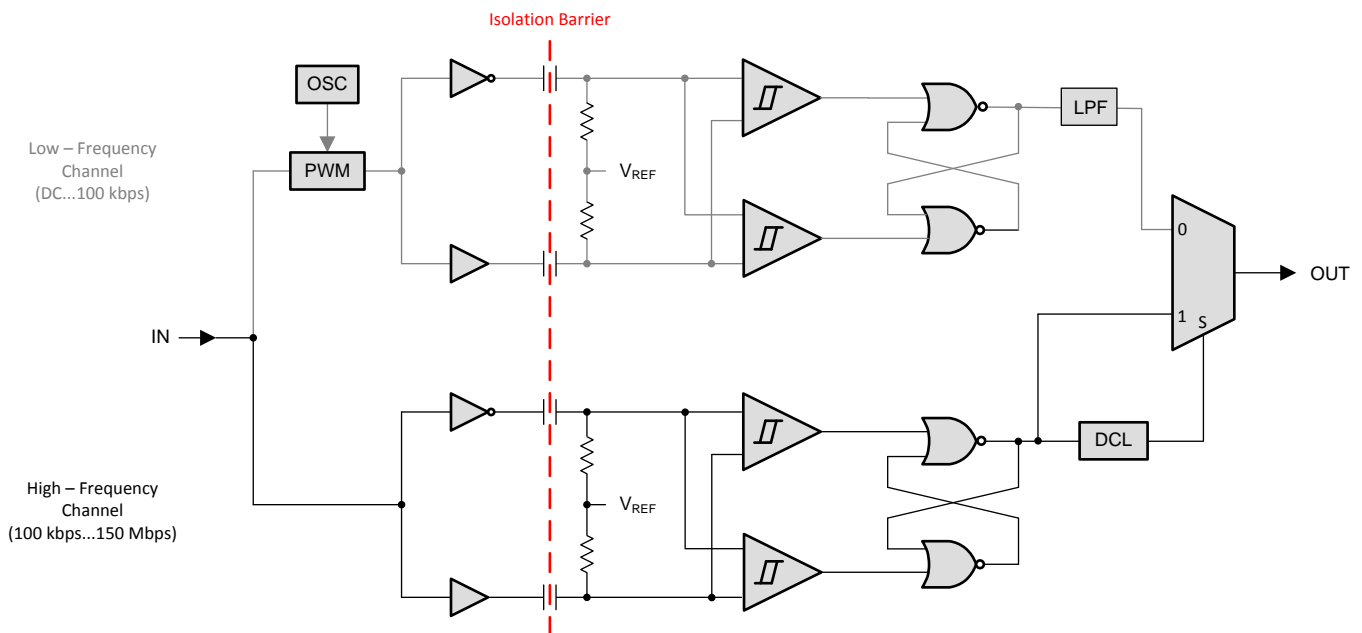 Isolation Barrier
OSC
PWM
Low – Frequency
Channel
(DC...100 kbps)
VREF
LPF
0
1
S
OUT
IN
High – Frequency
Channel
(100 kbps...150 Mbps)
VREF
DCL